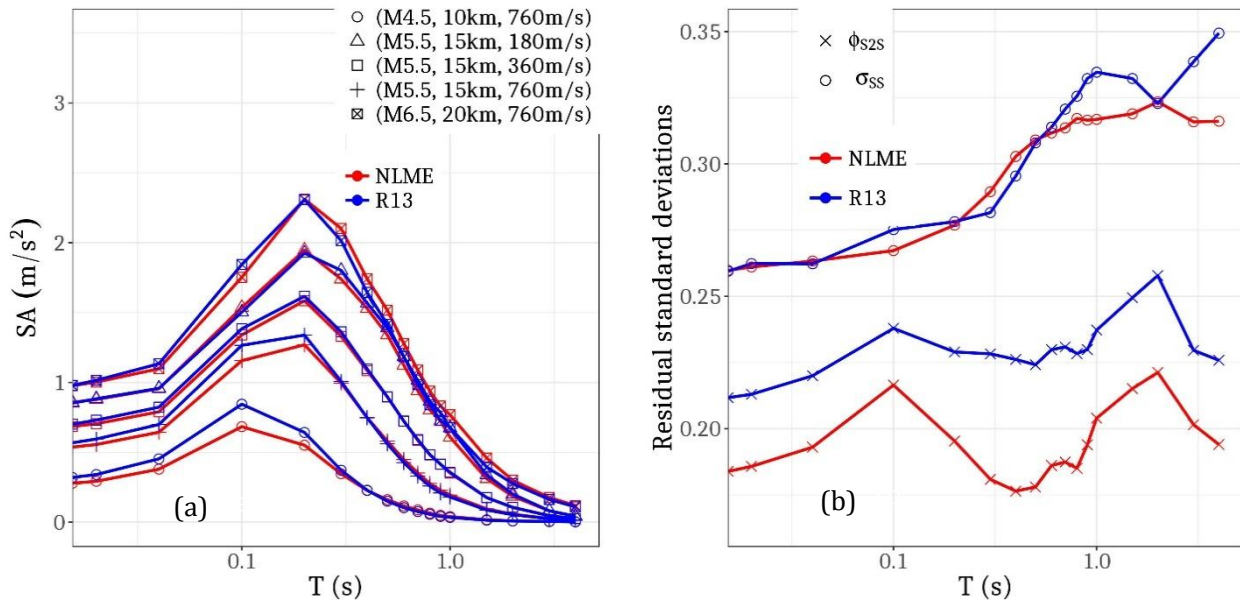 (M4.5, 10km, 760m/s)
(M5.5, 15km, 180m/s)
(M5.5, 15km, 360m/s)
(M5.5, 15km, 760m/s)
(M6.5, 20km, 760m/s)
NLME
R13
3
2
1
0
SA (m/s²)
(a)
0.1
1.0
T (s)
0.35
0.30
0.25
0.20
Residual standard deviations
ϕS2S
σSS
NLME
R13
(b)
0.1
1.0
T (s)